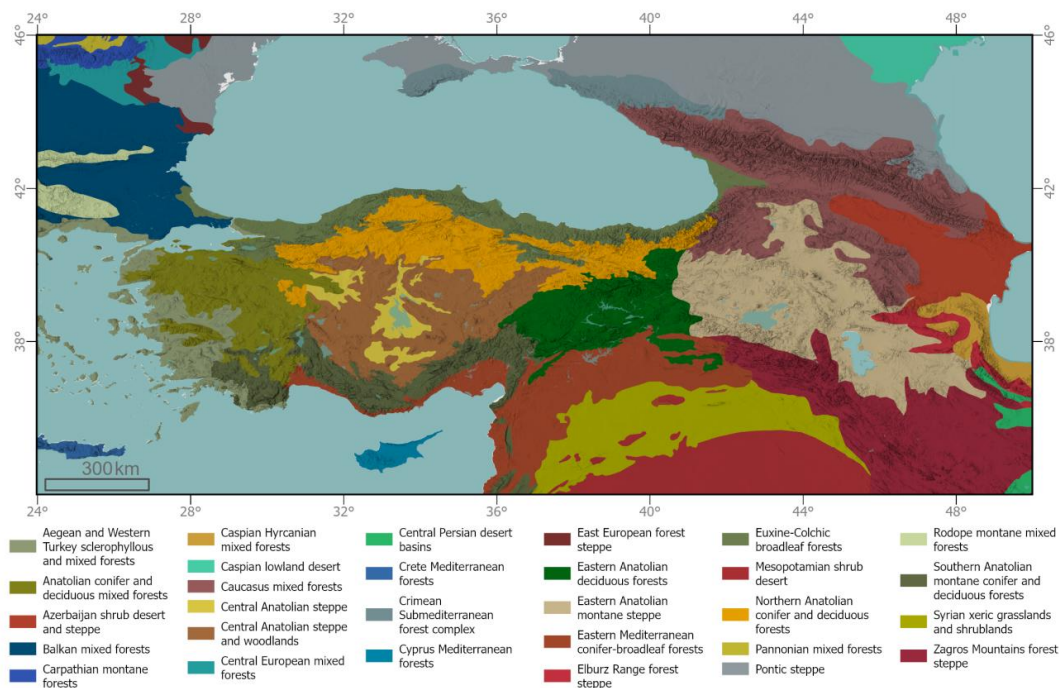 24°
28°
32°
36°
40°
44°
48°
46°
46°
42°
42°
38°
38°
300km
24°
28°
32°
36°
40°
44°
48°
Aegean and Western
Turkey sclerophyllous
and mixed forests
Anatolian conifer and
deciduous mixed forests
Azerbaijan shrub desert
and steppe
Balkan mixed forests
Carpathian montane
forests
Caspian Hyrcanian
mixed forests
Caspian lowland desert
Caucasus mixed forests
Central Anatolian steppe
Central Anatolian steppe
and woodlands
Central European mixed
forests
Central Persian desert
basins
Crete Mediterranean
forests
Crimean
Submediterranean
forest complex
Cyprus Mediterranean
forests
East European forest
steppe
Eastern Anatolian
deciduous forests
Eastern Anatolian
montane steppe
Eastern Mediterranean
conifer-broadleaf forests
Elburz Range forest
steppe
Euxine-Colchic
broadleaf forests
Mesopotamian shrub
desert
Northern Anatolian
conifer and deciduous
forests
Pannonian mixed forests
Pontic steppe
Rodope montane mixed
forests
Southern Anatolian
montane conifer and
deciduous forests
Syrian xeric grasslands
and shrublands
Zagros Mountains forest
steppe